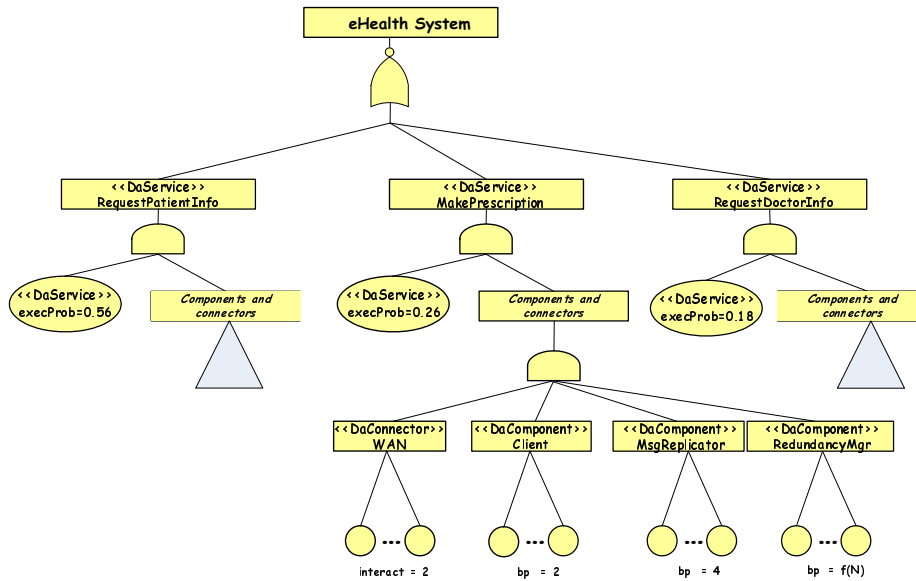 eHealth System
<<DaService>>
RequestPatientInfo
<<DaService>>
MakePrescription
<<DaService>>
RequestDoctorInfo
<<DaService>>
execProb=0.56
Components and
connectors
<<DaService>>
execProb=0.26
Components and
connectors
<<DaService>>
execProb=0.18
Components and
connectors
<<DaConnector>>
WAN
<<DaComponent>>
Client
<<DaComponent>>
MsgReplicator
<<DaComponent>>
RedundancyMgr
...
...
...
...
interact = 2
bp = 2
bp = 4
bp = f(N)